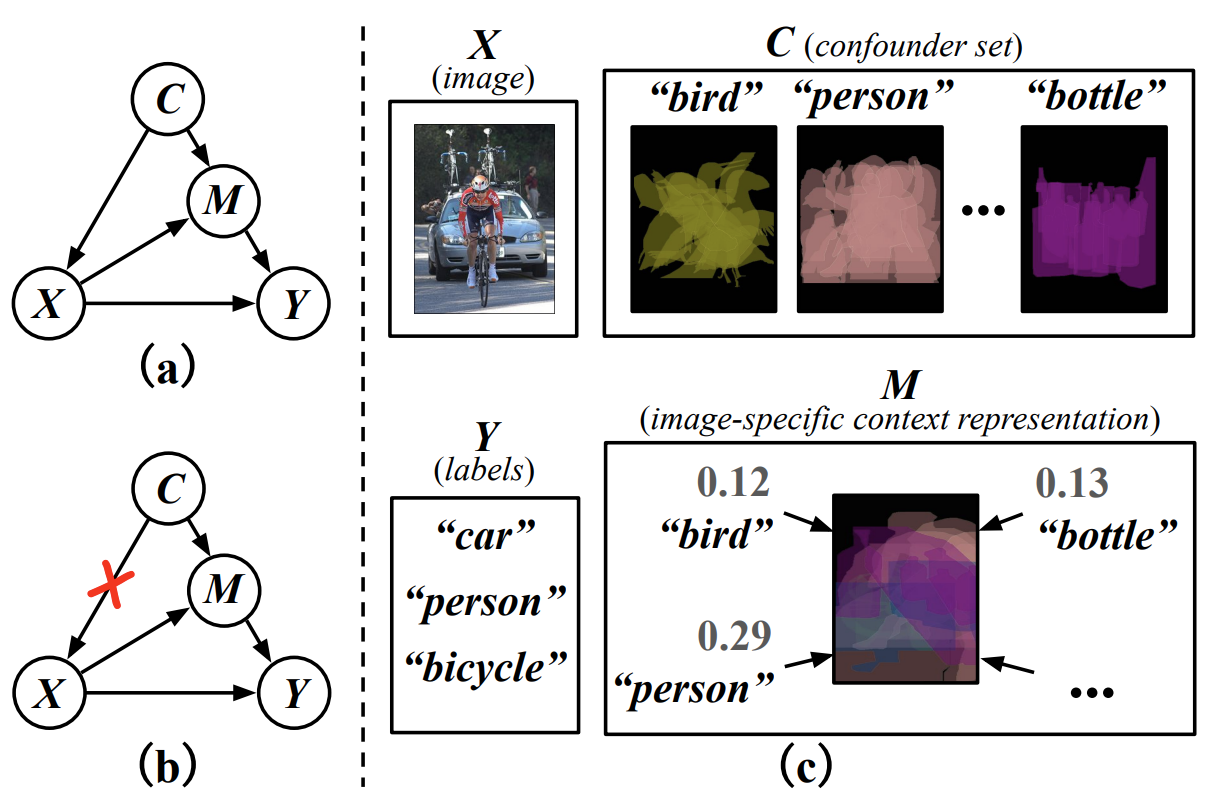 C
M
X
Y
(a)
C
M
X
Y
(b)
X
(image)
C (confounder set)
“bird” “person” “bottle”
•••
Y
(labels)
“car”
“person”
“bicycle”
M
(image-specific context representation)
0.12 0.13
“bird” “bottle”
0.29
“person”
•••
(c)